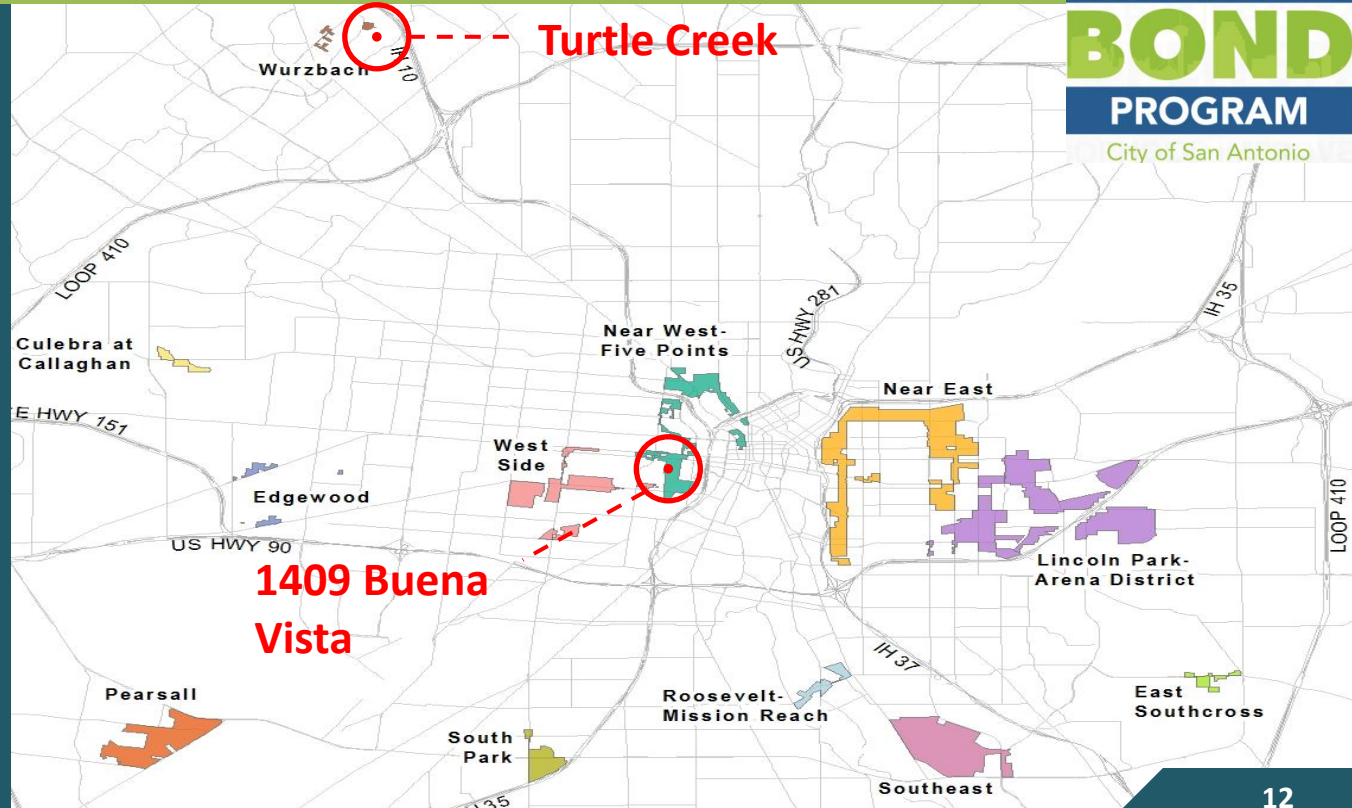 BOND
PROGRAM
City of San Antonio
Turtle Creek
Wurzbach
IH 10
LOOP 410
US HWY 281
IH 35
Culebra at
Callaghan
Near West-
Five Points
Near East
E HWY 151
West
Side
Edgewood
US HWY 90
LOOP 410
Lincoln Park-
Arena District
1409 Buena
Vista
IH 37
Pearsall
Roosevelt-
Mission Reach
East
Southcross
South
Park
Southeast
35
12